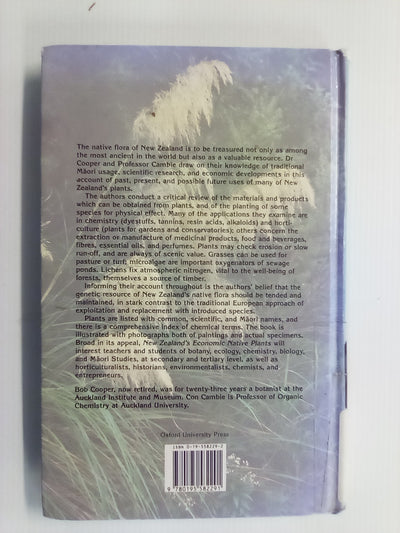 The native flora of New Zealand is to be treasured not only as among
the most ancient in the world but also as a valuable resource. Dr
Cooper and Professor Cambie draw on their knowledge of traditional
Māori usage, scientific research, and economic developments in this
account of past, present, and possible future uses of many of New
Zealand's plants.
The authors conduct a critical review of the materials and products
which can be obtained from plants, and of the planting of some
species for physical effect. Many of the applications they examine are
in chemistry (dyestuffs, tannins, resin acids, alkaloids) and horti-
culture (plants for gardens and conservatories); others concern the
extraction or manufacture of medicinal products, food and beverages,
fibres, essential oils, and perfumes. Plants may check erosion or slow
run-off, and are always of scenic value. Grasses can be used for
pasture or turf; microalgae are important oxygenators of sewage
ponds. Lichens fix atmospheric nitrogen, vital to the well-being of
forests, themselves a source of timber.
Informing their account throughout is the authors' belief that the
genetic resource of New Zealand's native flora should be tended and
maintained, in stark contrast to the traditional European approach of
exploitation and replacement with introduced species.
Plants are listed with common, scientific, and Māori names, and
there is a comprehensive index of chemical terms. The book is
illustrated with photographs both of paintings and actual specimens.
Broad in its appeal, New Zealand's Economic Native Plants will
interest teachers and students of botany, ecology, chemistry, biology,
and Māori Studies, at secondary and tertiary level, as well as
horticulturalists, historians, environmentalists, chemists, and
entrepreneurs.
Bob Cooper, now retired, was for twenty-three years a botanist at the
Auckland Institute and Museum. Con Cambie is Professor of Organic
Chemistry at Auckland University.
Oxford University Press
ISBN 0-19-558229-2
9 780195 582291